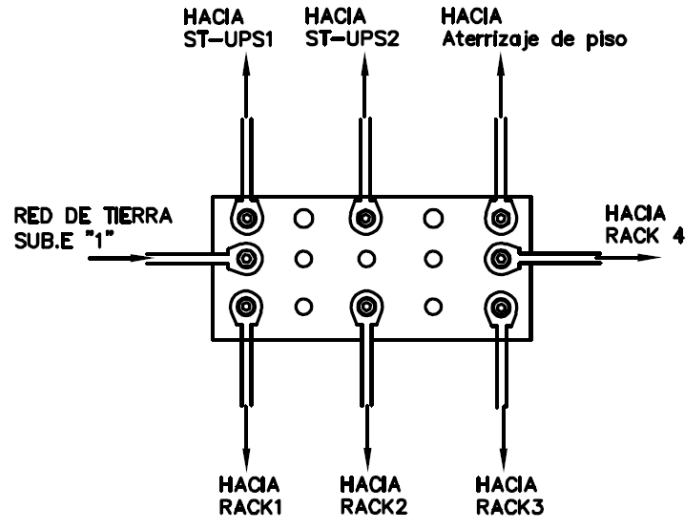 HACIA
ST-UPS1
HACIA
ST-UPS2
HACIA
Aterrizaje de piso
RED DE TIERRA
SUB.E "1"
HACIA
RACK 4
HACIA
RACK1
HACIA
RACK2
HACIA
RACK3